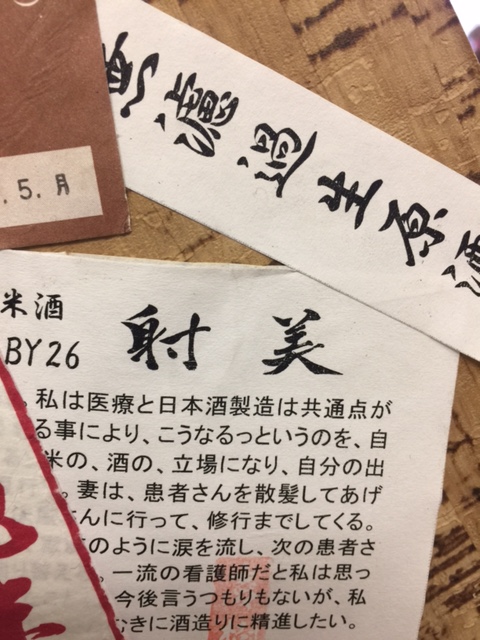 無濾過生原酒
.5.月
米酒
BY26
射美
。私は医療と日本酒製造は共通点が
る事により、こうなるっというのを、自
米の、酒の、立場になり、自分の出
。妻は、患者さんを散髪してあげ
さんに行って、修行までしてくる。
のように涙を流し、次の患者さ
。一流の看護師だと私は思っ
今後言うつもりもないが、私
むきに酒造りに精進したい。